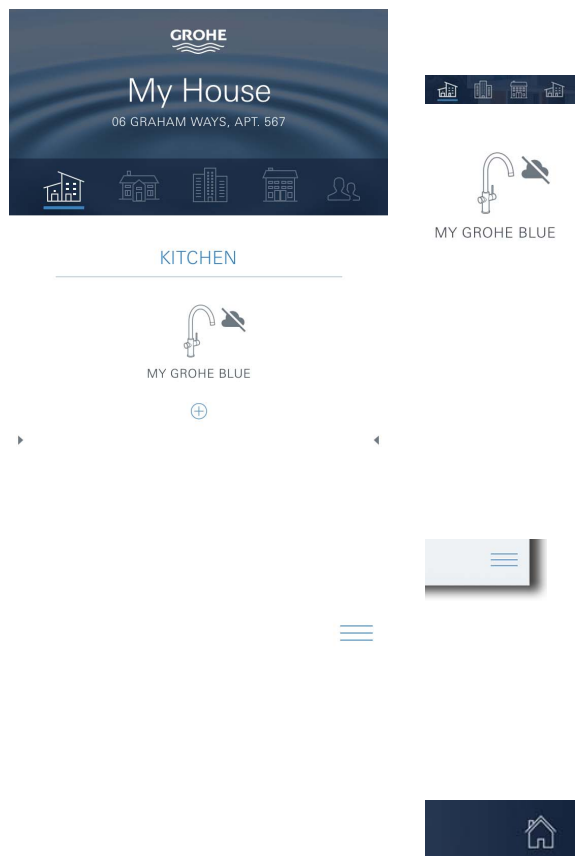 GROHE
My House
06 GRAHAM WAYS, APT. 567
KITCHEN
MY GROHE BLUE
MY GROHE BLUE